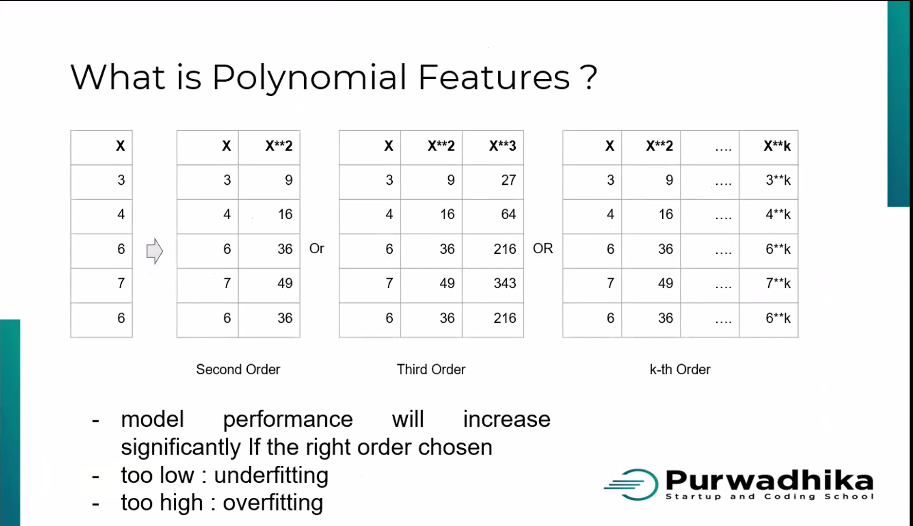 What is Polynomial Features ?
X X X**2 X X**2 X**3 X X**2 .... X**k
3 3 9 3 9 27 3 9 .... 3**k
4 4 16 4 16 64 4 16 .... 4**k
6 6 36 Or 6 36 216 OR 6 36 .... 6**k
7 7 49 7 49 343 7 49 .... 7**k
6 6 36 6 36 216 6 36 .... 6**k
Second Order Third Order k-th Order
- model performance will increase
significantly If the right order chosen
- too low : underfitting
- too high : overfitting
Purwadhika
Startup and Coding School